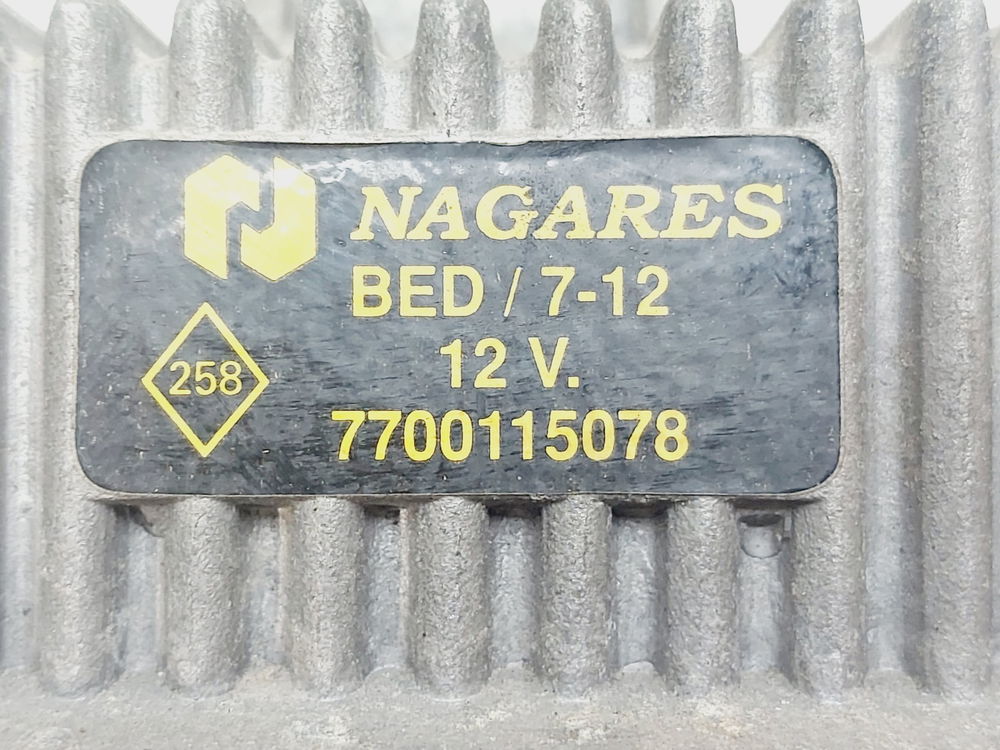 NAGARES
BED / 7-12
12 V.
258
7700115078